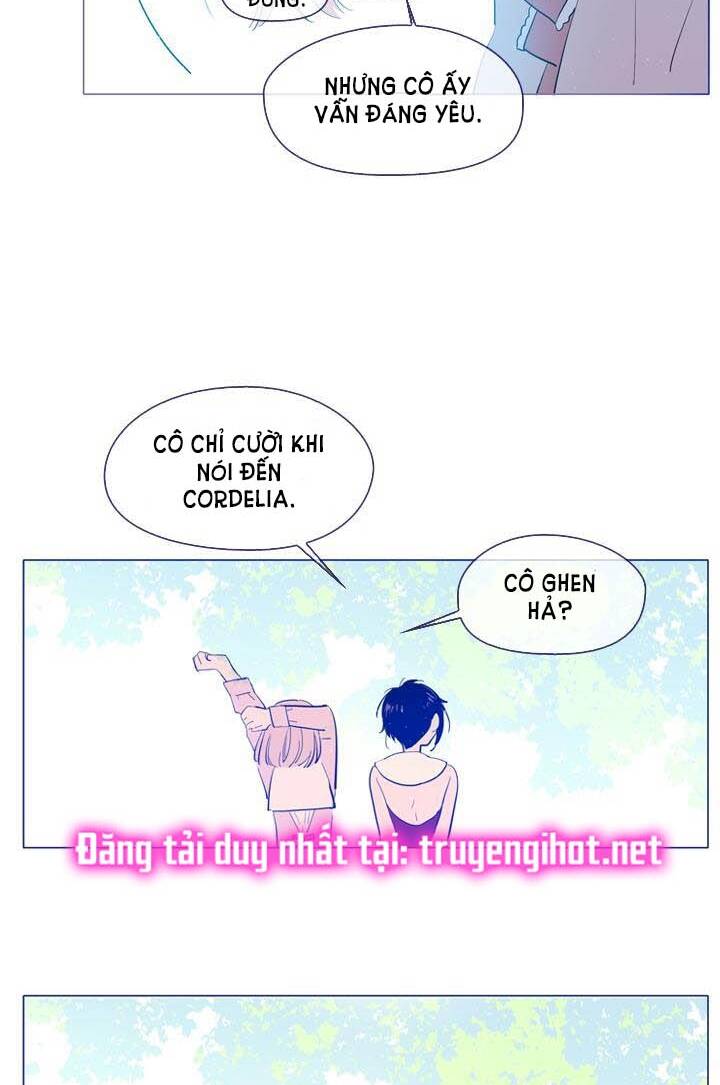 ĐÚNG.
NHƯNG CÔ ẤY
VẪN ĐÁNG YÊU.
CÔ CHỈ CƯỜI KHI
NÓI ĐẾN
CORDELIA.
CÔ GHEN
HẢ?
Đăng tải duy nhất tại: truyengihot.net